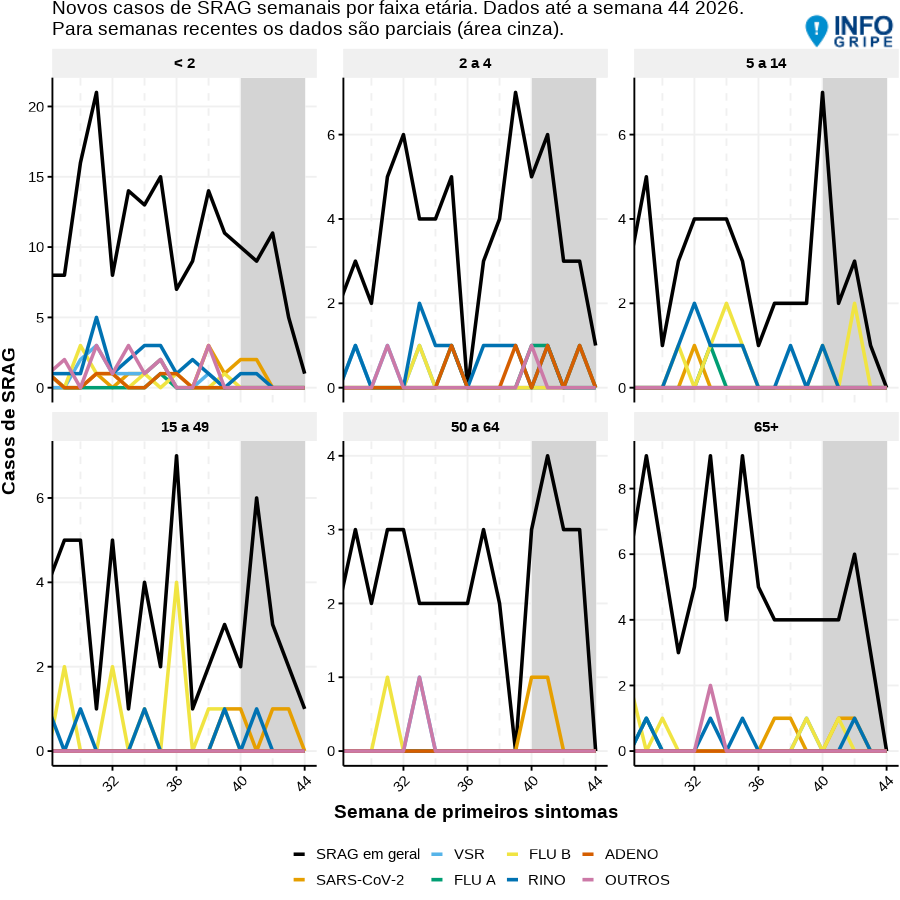 Novos casos de SRAG semanais por faixa etária. Dados até a semana 44 2026.
Para semanas recentes os dados são parciais (área cinza).
INFO
GRIPE
< 2
2 a 4
5 a 14
20
15
10
5
0
6
4
2
0
6
4
2
0
Casos de SRAG
15 a 49
50 a 64
65+
6
4
2
0
4
3
2
1
0
8
6
4
2
0
32
36
40
44
32
36
40
44
32
36
40
44
Semana de primeiros sintomas
SRAG em geral
VSR
FLU B
ADENO
SARS-CoV-2
FLU A
RINO
OUTROS